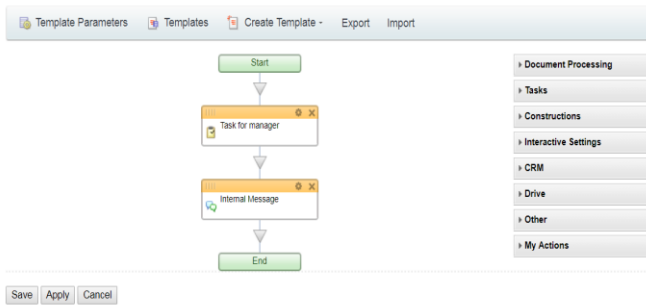 Template Parameters Templates Create Template Export Import
Start
Task for manager
Internal Message
End
Document Processing
Tasks
Constructions
Interactive Settings
CRM
Drive
Other
My Actions
Save Apply Cancel